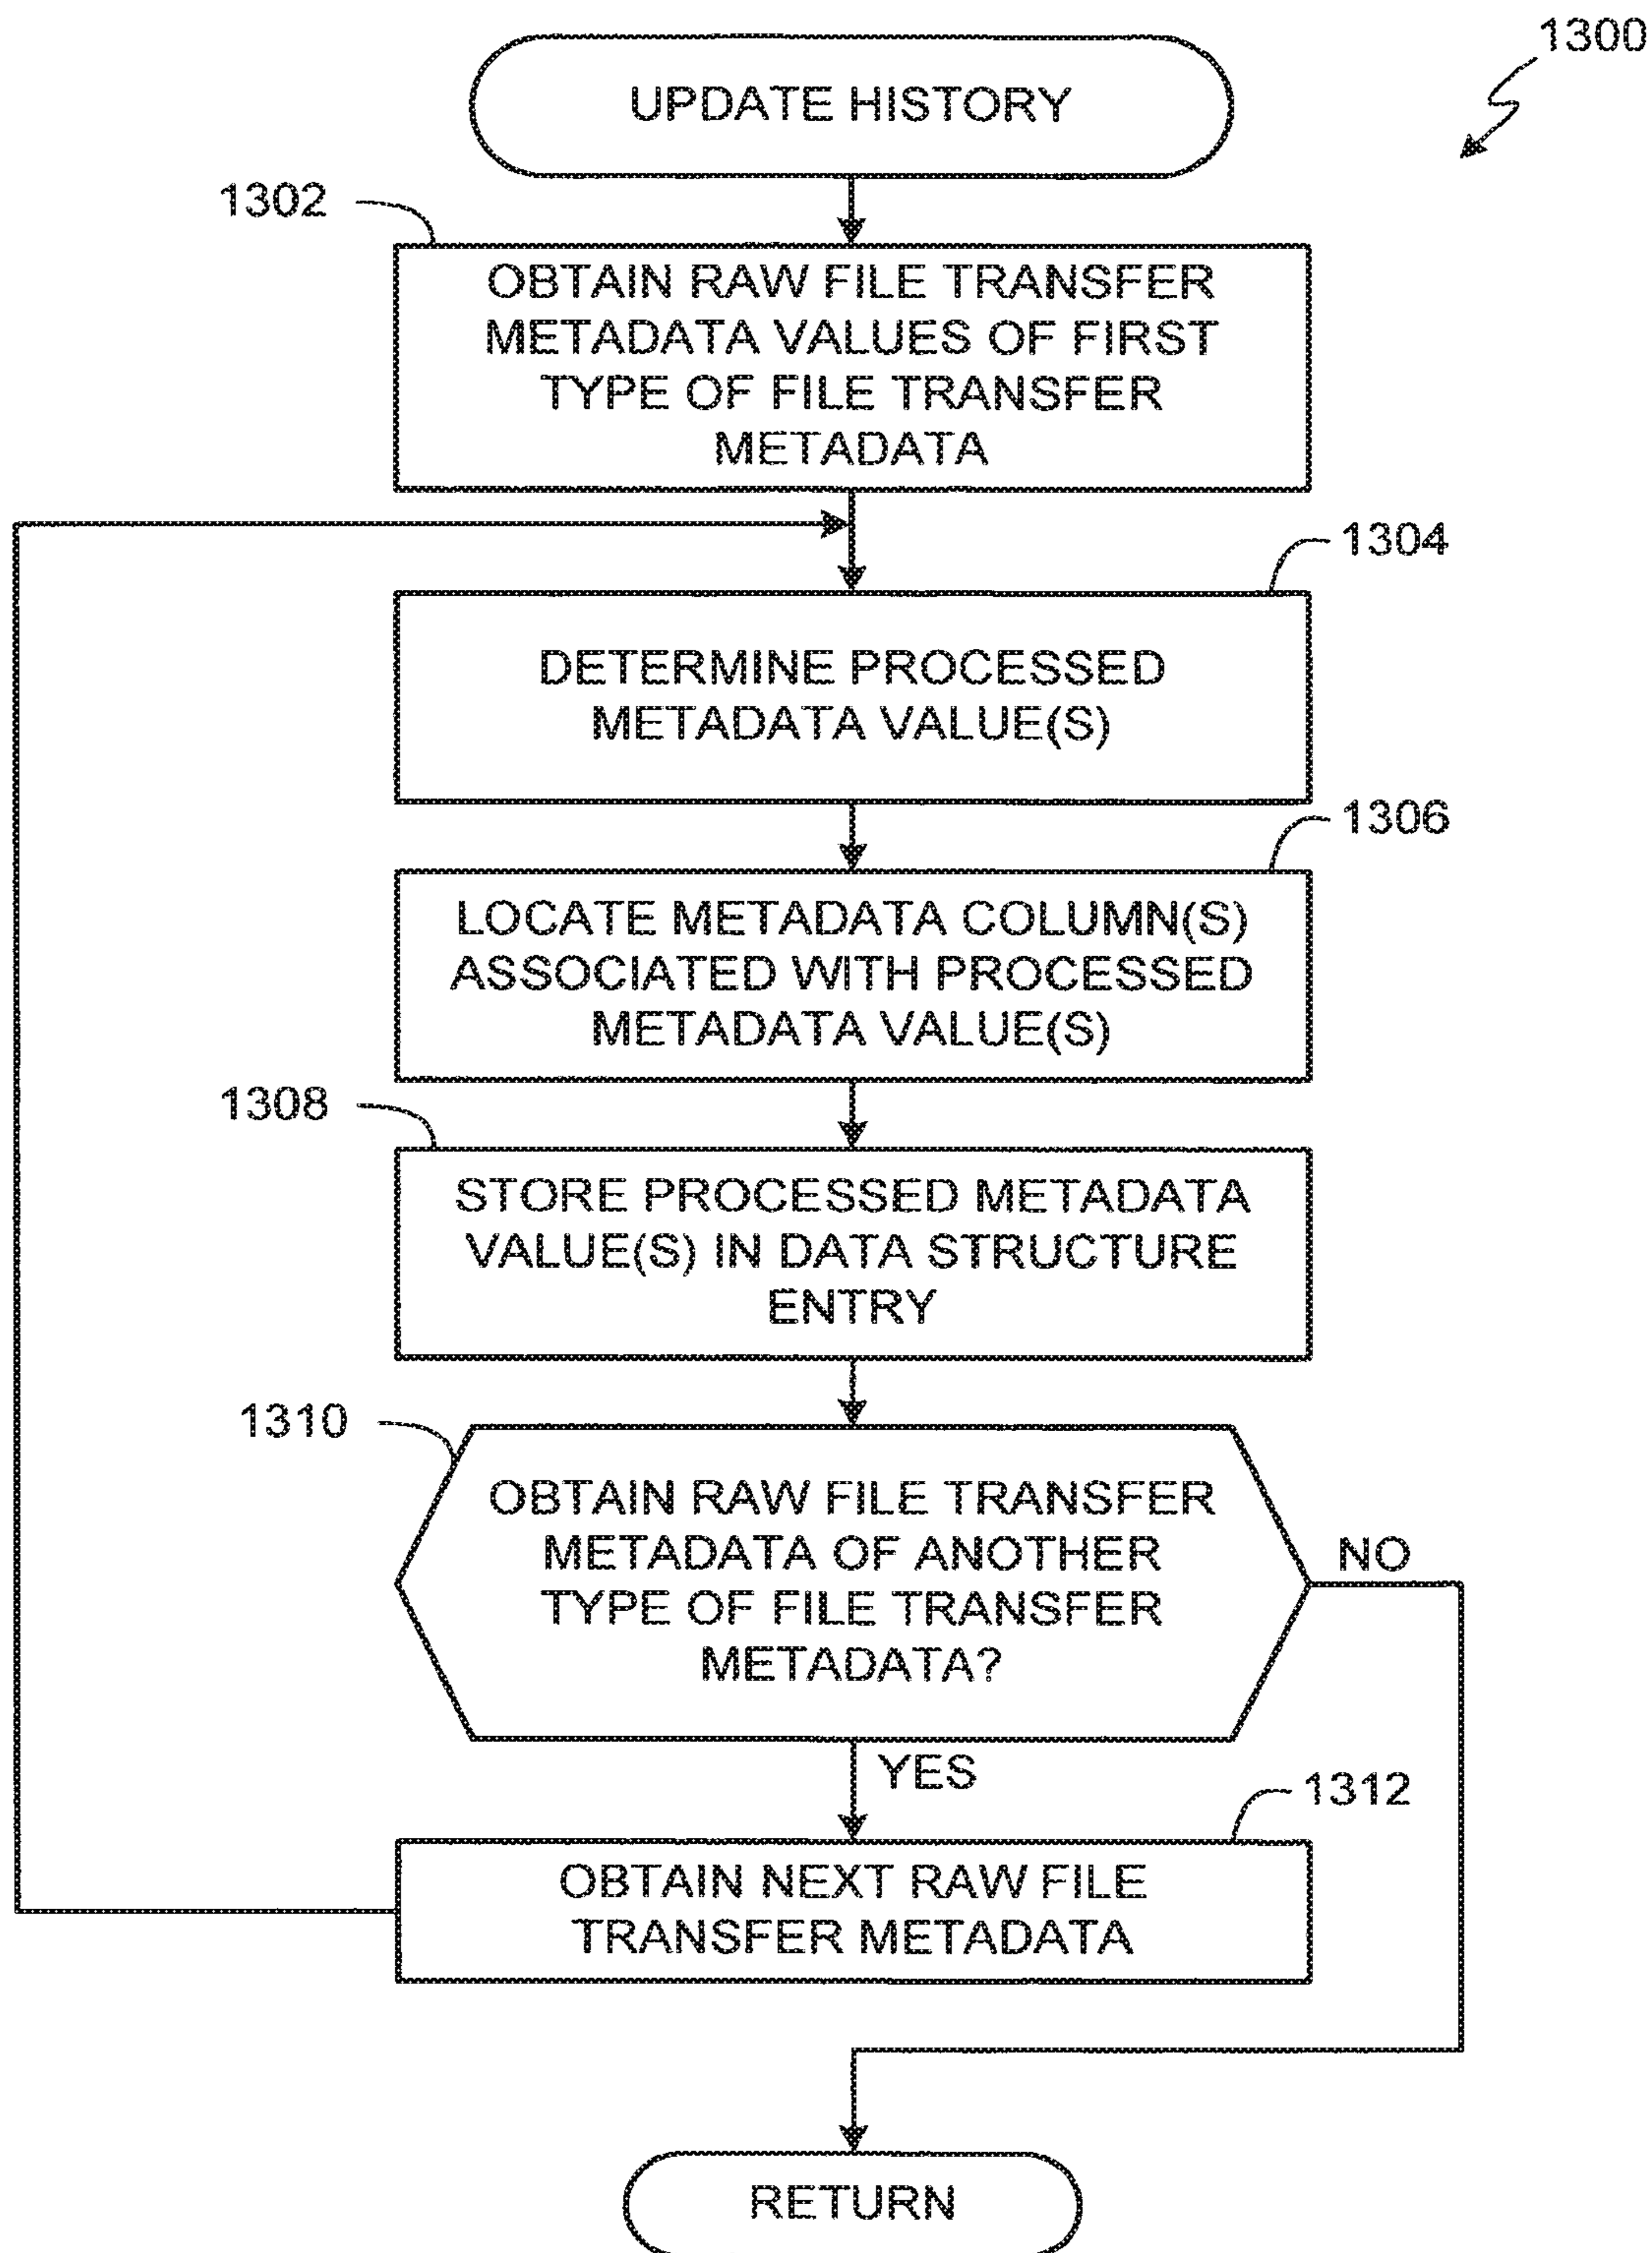 1300
UPDATE HISTORY
1302
OBTAIN RAW FILE TRANSFER
METADATA VALUES OF FIRST
TYPE OF FILE TRANSFER
METADATA
1304
DETERMINE PROCESSED
METADATA VALUE(S)
1306
LOCATE METADATA COLUMN(S)
ASSOCIATED WITH PROCESSED
METADATA VALUE(S)
1308
STORE PROCESSED METADATA
VALUE(S) IN DATA STRUCTURE
ENTRY
1310
OBTAIN RAW FILE TRANSFER
METADATA OF ANOTHER
TYPE OF FILE TRANSFER
METADATA?
NO
YES
1312
OBTAIN NEXT RAW FILE
TRANSFER METADATA
RETURN